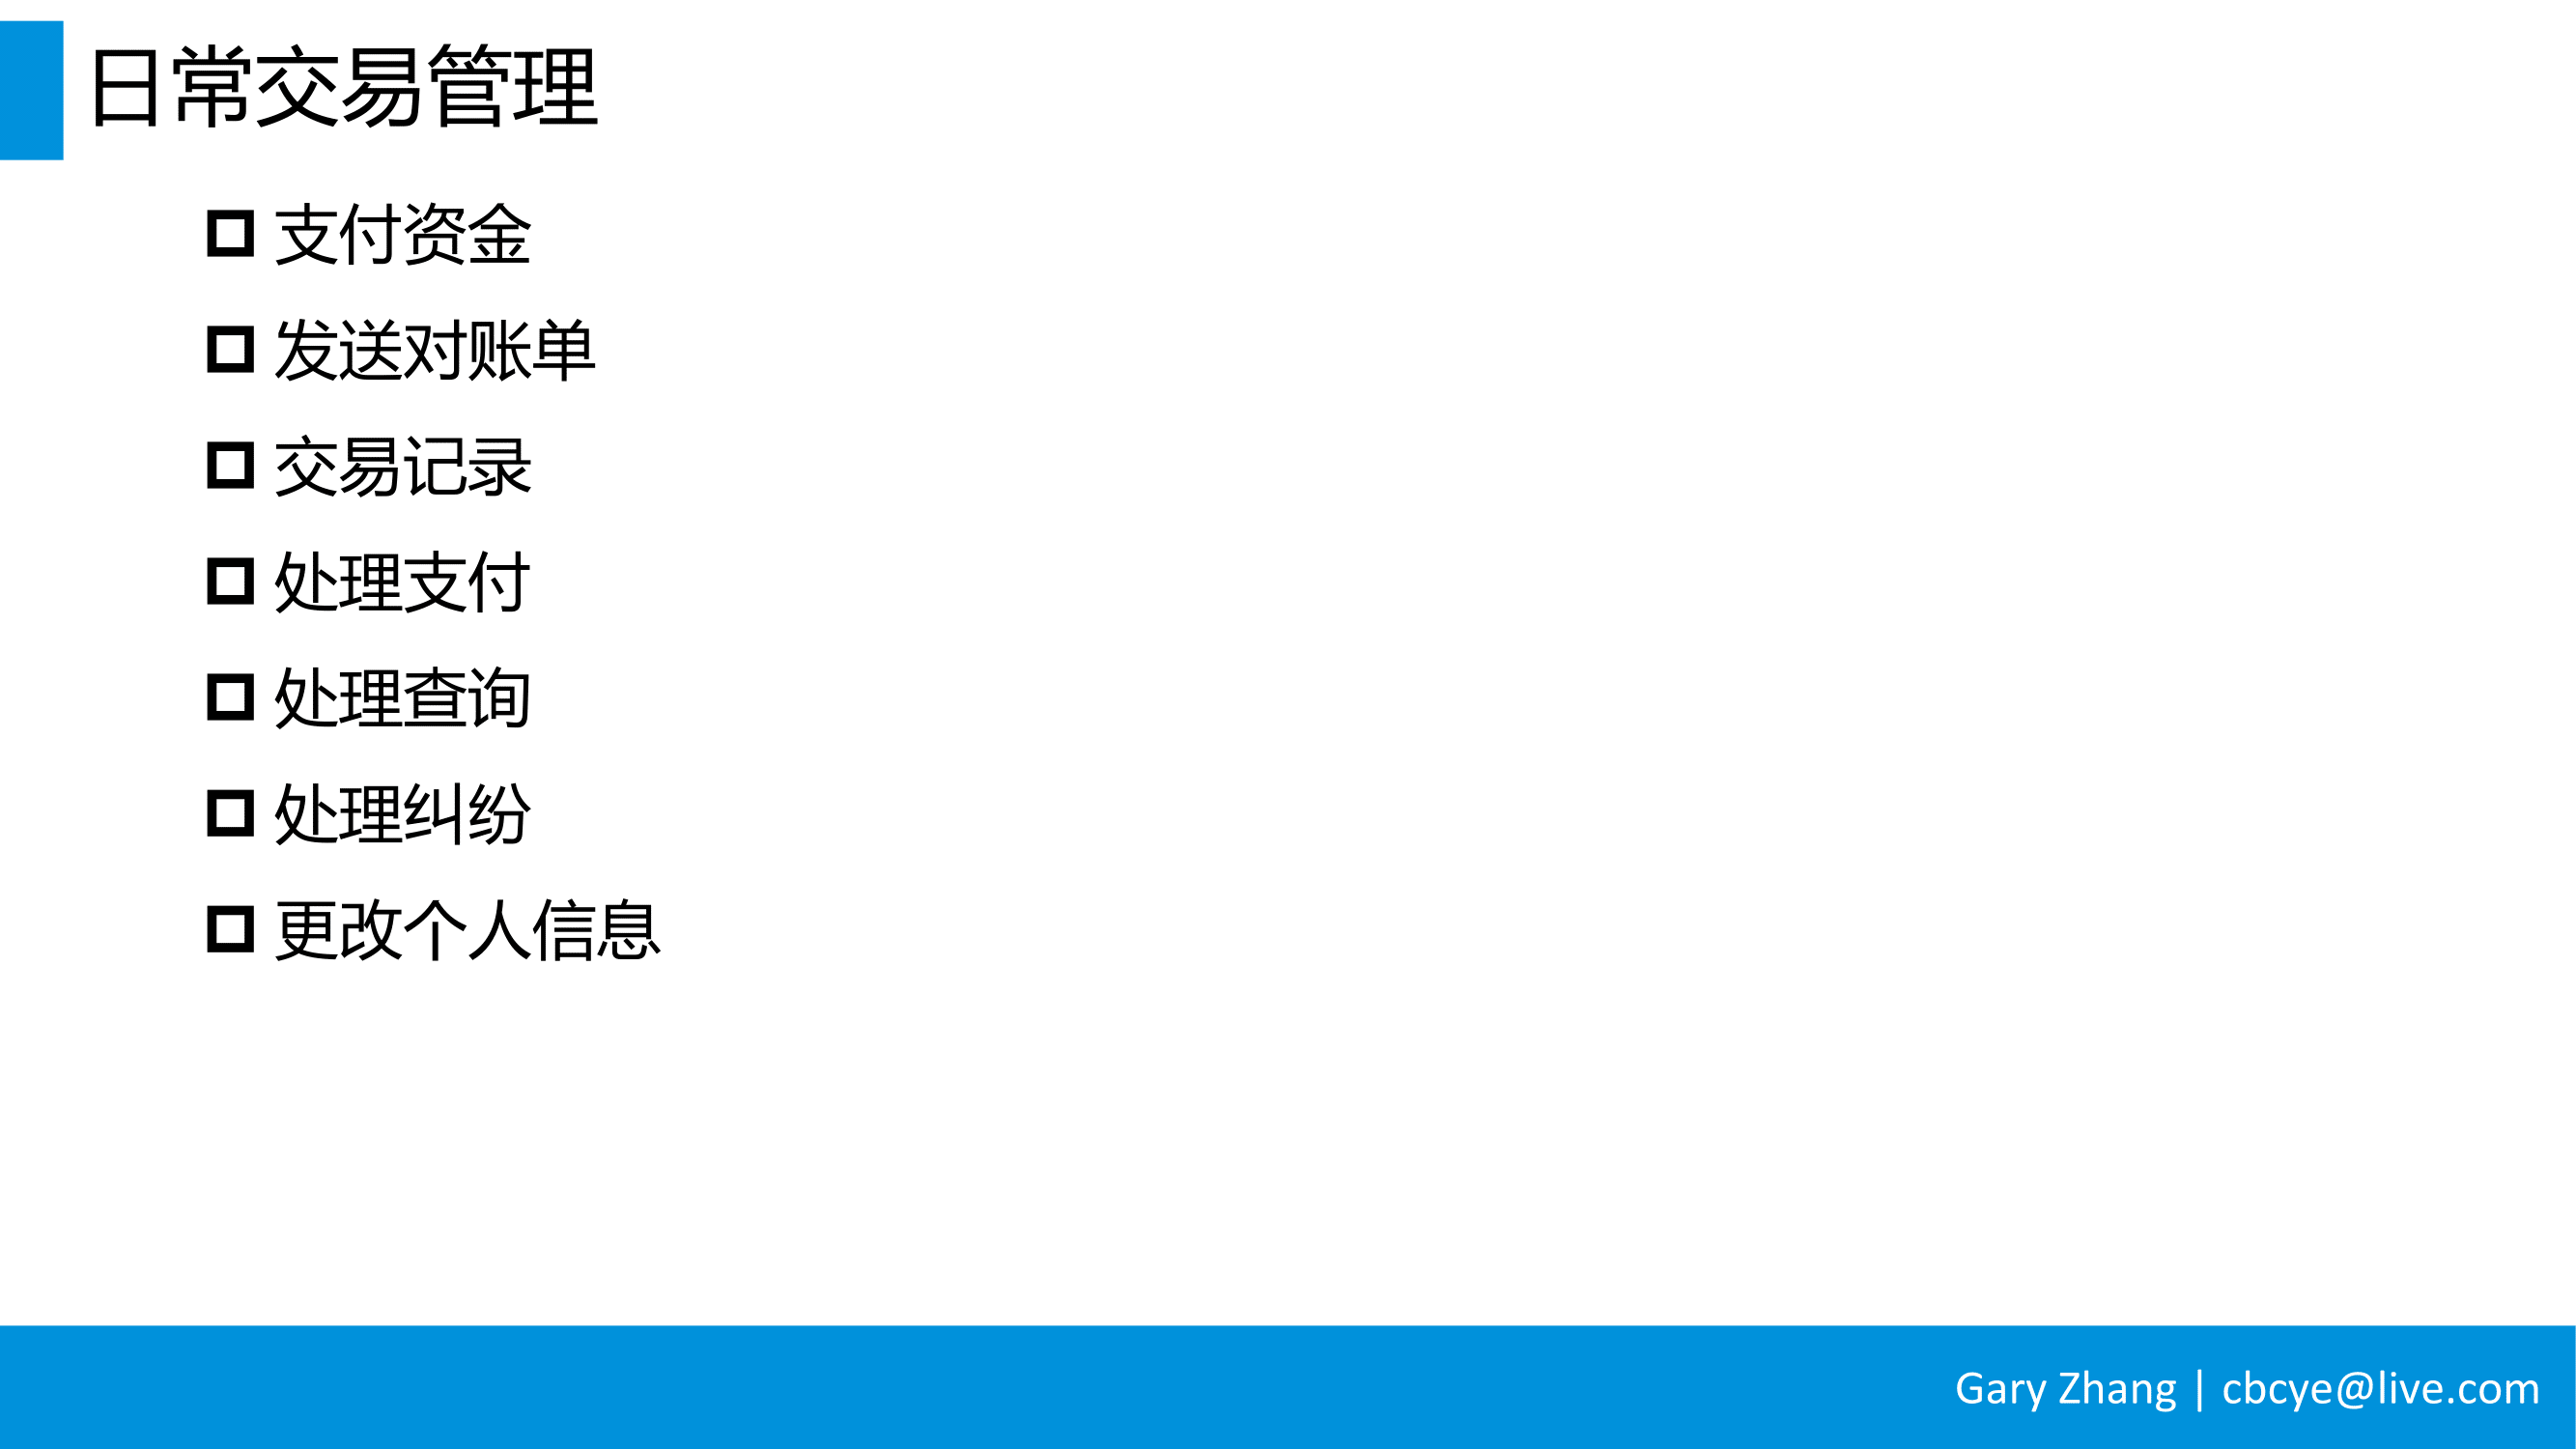 日常交易管理
支付资金
发送对账单
交易记录
处理支付
处理查询
处理纠纷
更改个人信息
Gary Zhang | cbcye@live.com